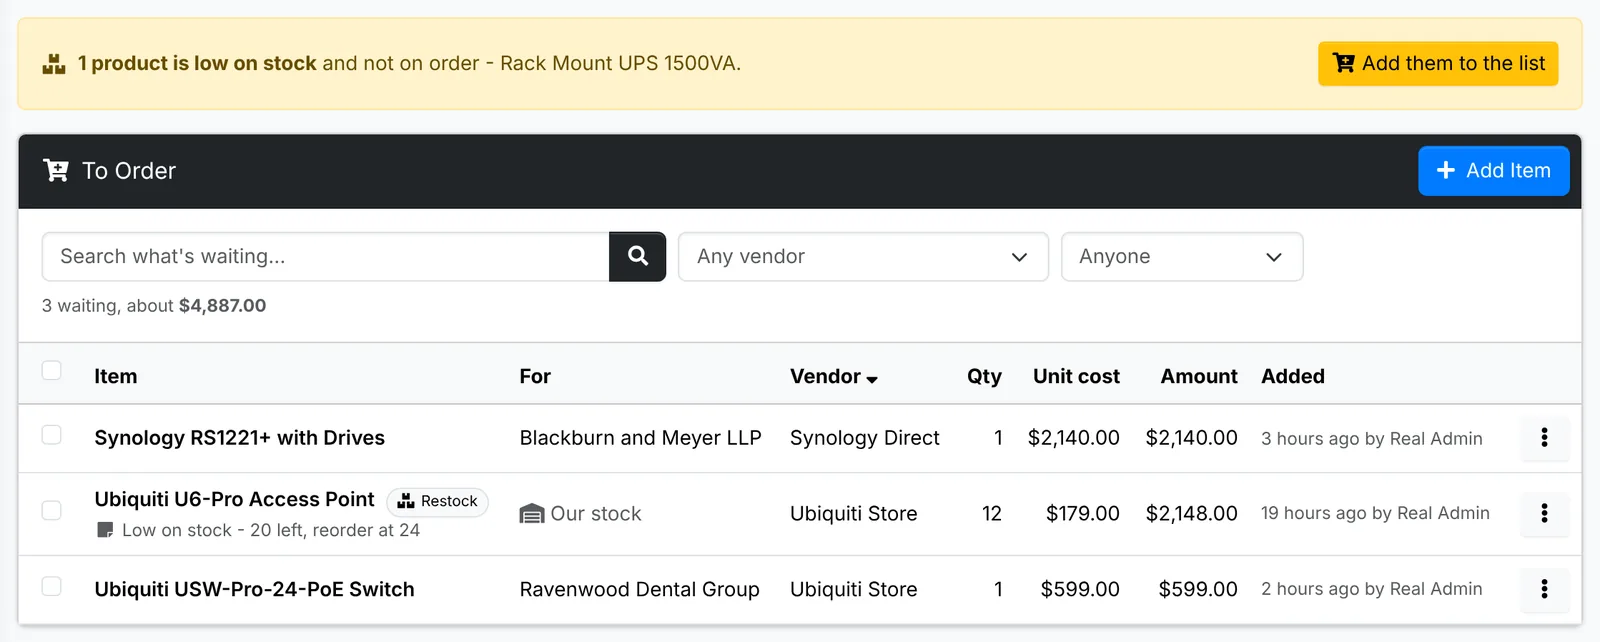 1 product is low on stock and not on order - Rack Mount UPS 1500VA.
Add them to the list
To Order
Add Item
Search what's waiting...
Any vendor
Anyone
3 waiting, about $4,887.00
Item For Vendor Qty Unit cost Amount Added
Synology RS1221+ with Drives Blackburn and Meyer LLP Synology Direct 1 $2,140.00 $2,140.00 3 hours ago by Real Admin
Ubiquiti U6-Pro Access Point Restock Our stock Ubiquiti Store 12 $179.00 $2,148.00 19 hours ago by Real Admin
Low on stock - 20 left, reorder at 24
Ubiquiti USW-Pro-24-PoE Switch Ravenwood Dental Group Ubiquiti Store 1 $599.00 $599.00 2 hours ago by Real Admin